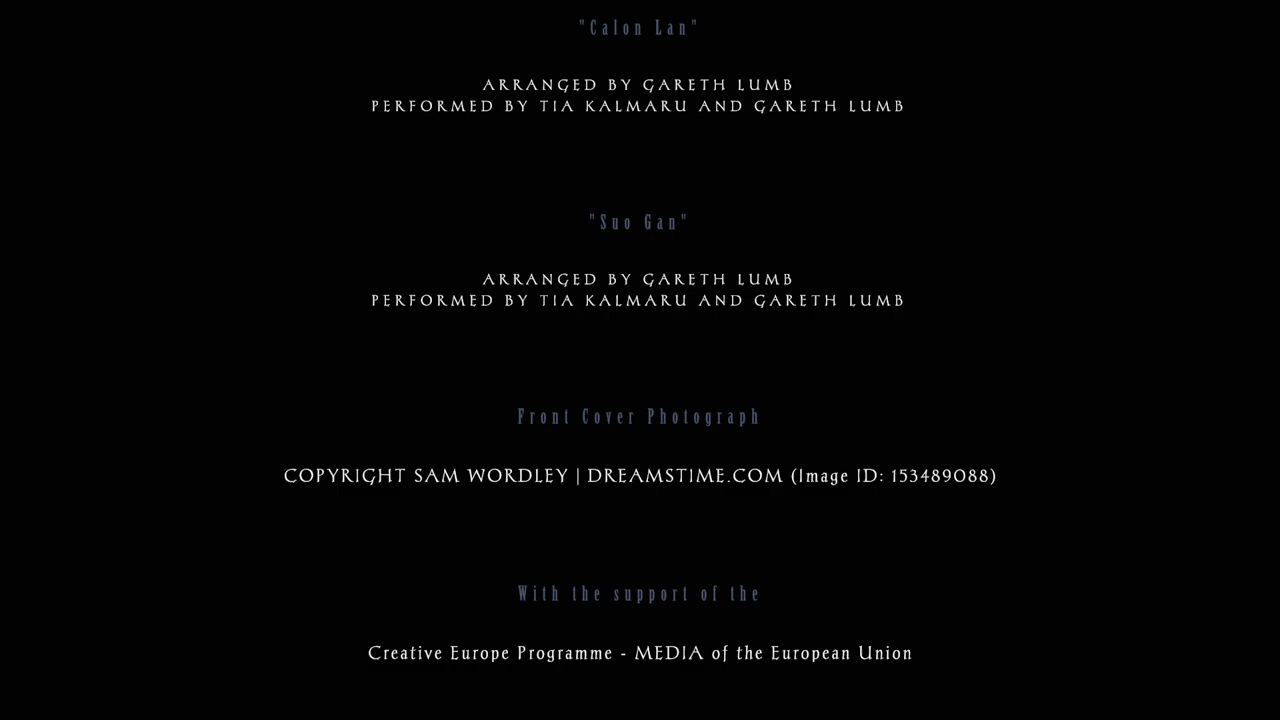 "Calon Lan"
ARRANGED BY GARETH LUMB
PERFORMED BY TIA KALMARU AND GARETH LUMB
"Suo Gan"
ARRANGED BY GARETH LUMB
PERFORMED BY TIA KALMARU AND GARETH LUMB
Front Cover Photograph
COPYRIGHT SAM WORDLEY | DREAMSTIME.COM (Image ID: 153489088)
With the support of the
Creative Europe Programme - MEDIA of the European Union